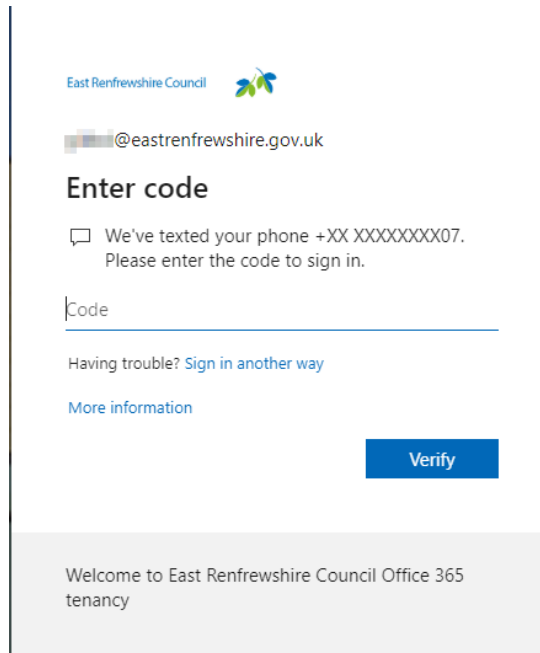 East Renfrewshire Council
@eastrenfrewshire.gov.uk
Enter code
We've texted your phone +XX XXXXXXXX07.
Please enter the code to sign in.
Code
Having trouble? Sign in another way
More information
Verify
Welcome to East Renfrewshire Council Office 365
tenancy